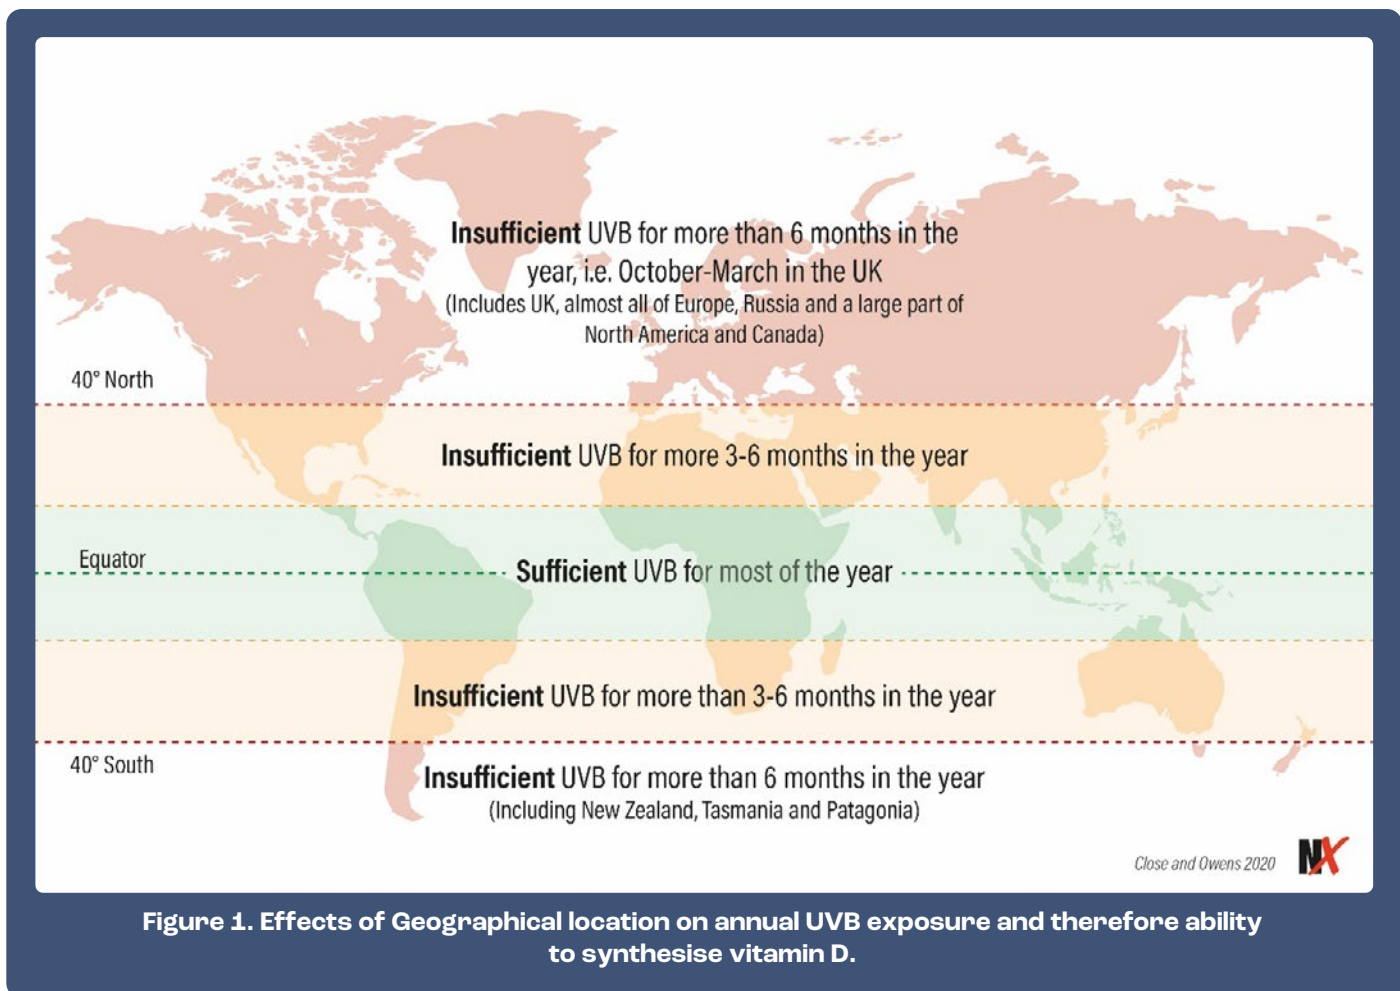 Insufficient UVB for more than 6 months in the
year, i.e. October-March in the UK
(Includes UK, almost all of Europe, Russia and a large part of
North America and Canada)
40° North
Insufficient UVB for more 3-6 months in the year
Equator
Sufficient UVB for most of the year
Insufficient UVB for more than 3-6 months in the year
40° South
Insufficient UVB for more than 6 months in the year
(Including New Zealand, Tasmania and Patagonia)
Close and Owens 2020
NX
Figure 1. Effects of Geographical location on annual UVB exposure and therefore ability
to synthesise vitamin D.